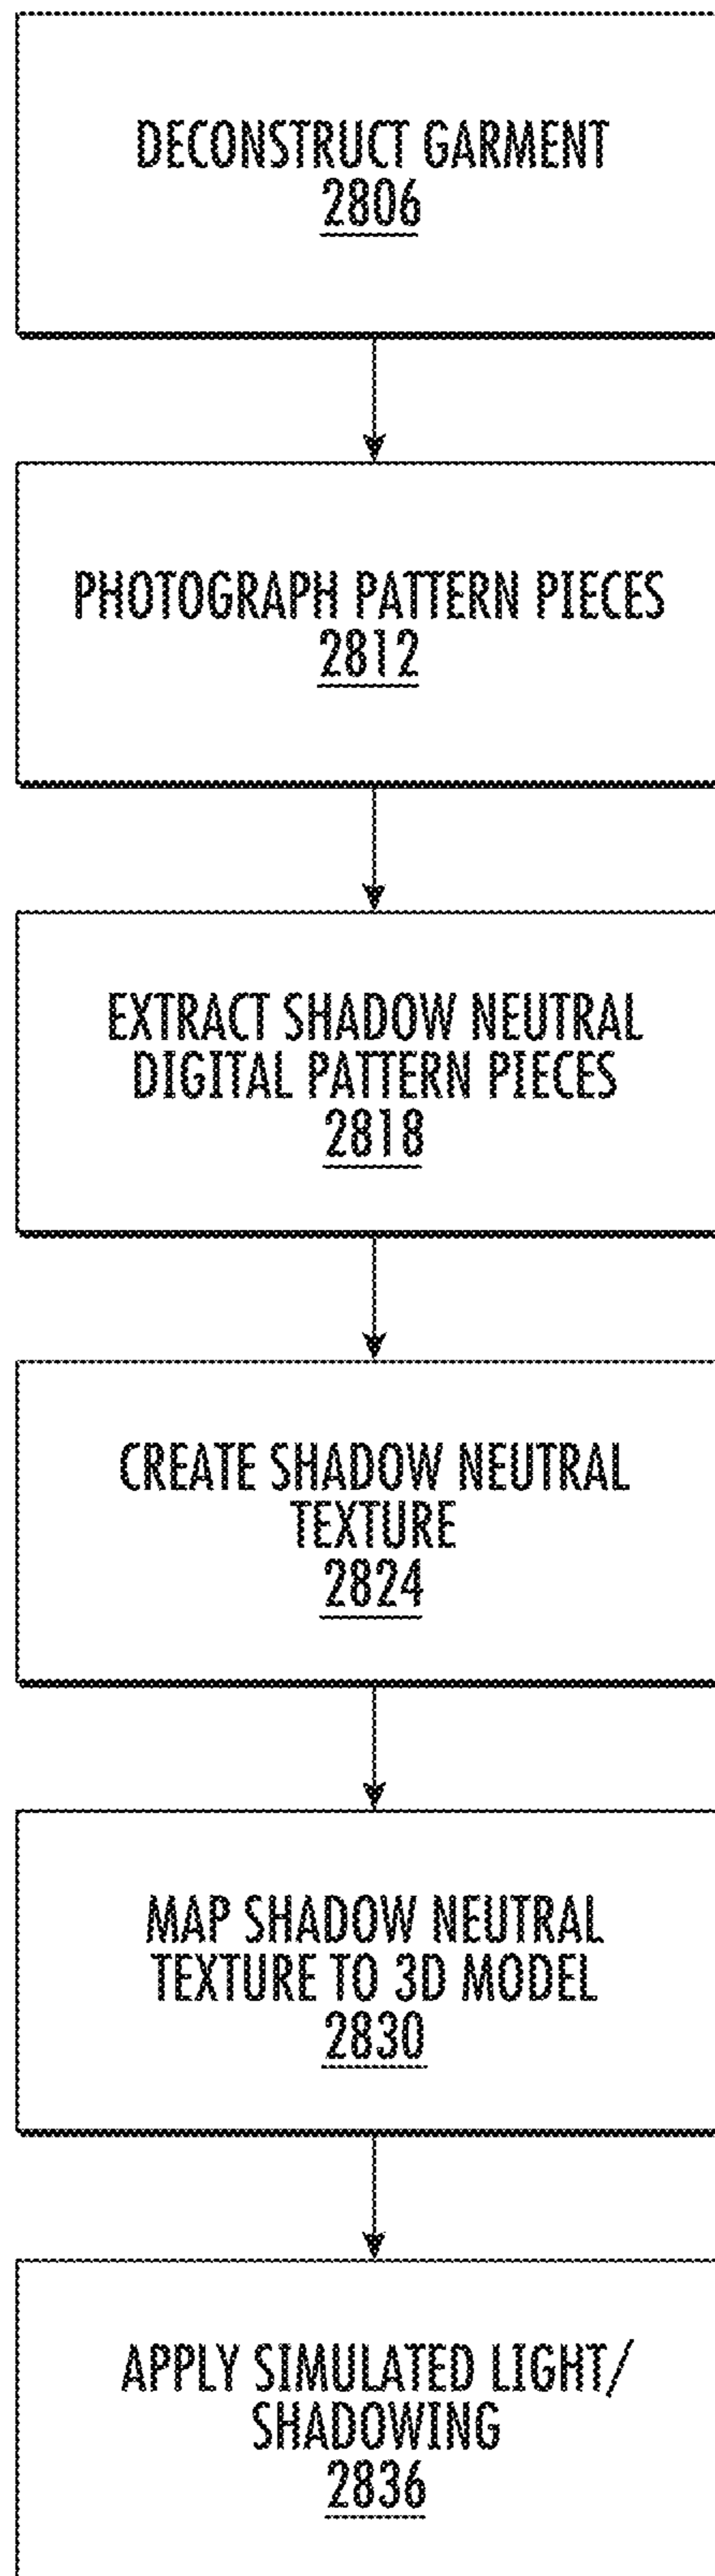 DECONSTRUCT GARMENT
2806
PHOTOGRAPH PATTERN PIECES
2812
EXTRACT SHADOW NEUTRAL
DIGITAL PATTERN PIECES
2818
CREATE SHADOW NEUTRAL
TEXTURE
2824
MAP SHADOW NEUTRAL
TEXTURE TO 3D MODEL
2830
APPLY SIMULATED LIGHT/
SHADOWING
2836